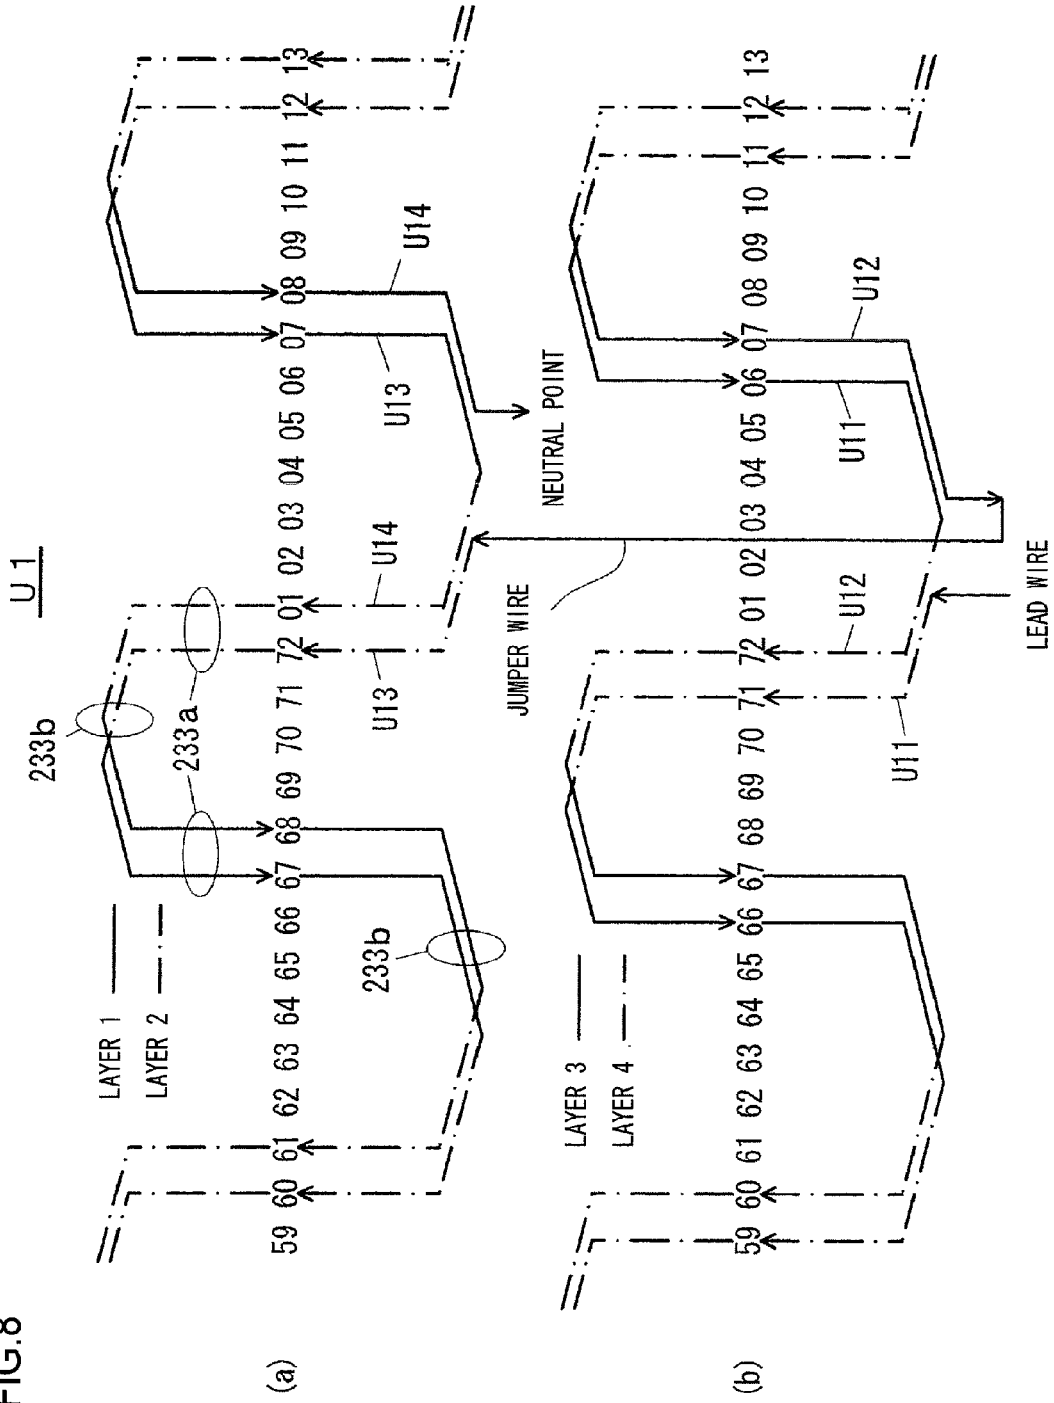 FIG.8
U1
(a)
LAYER 1
LAYER 2
233b
233a
59 60 61 62 63 64 65 66 67 68 69 70 71 72 01 02 03 04 05 06 07 08 09 10 11 12 13
233b
U13
U14
U13
U14
NEUTRAL POINT
JUMPER WIRE
(b)
LAYER 3
LAYER 4
59 60 61 62 63 64 65 66 67 68 69 70 71 72 01 02 03 04 05 06 07 08 09 10 11 12 13
U11
U12
U11
U12
LEAD WIRE